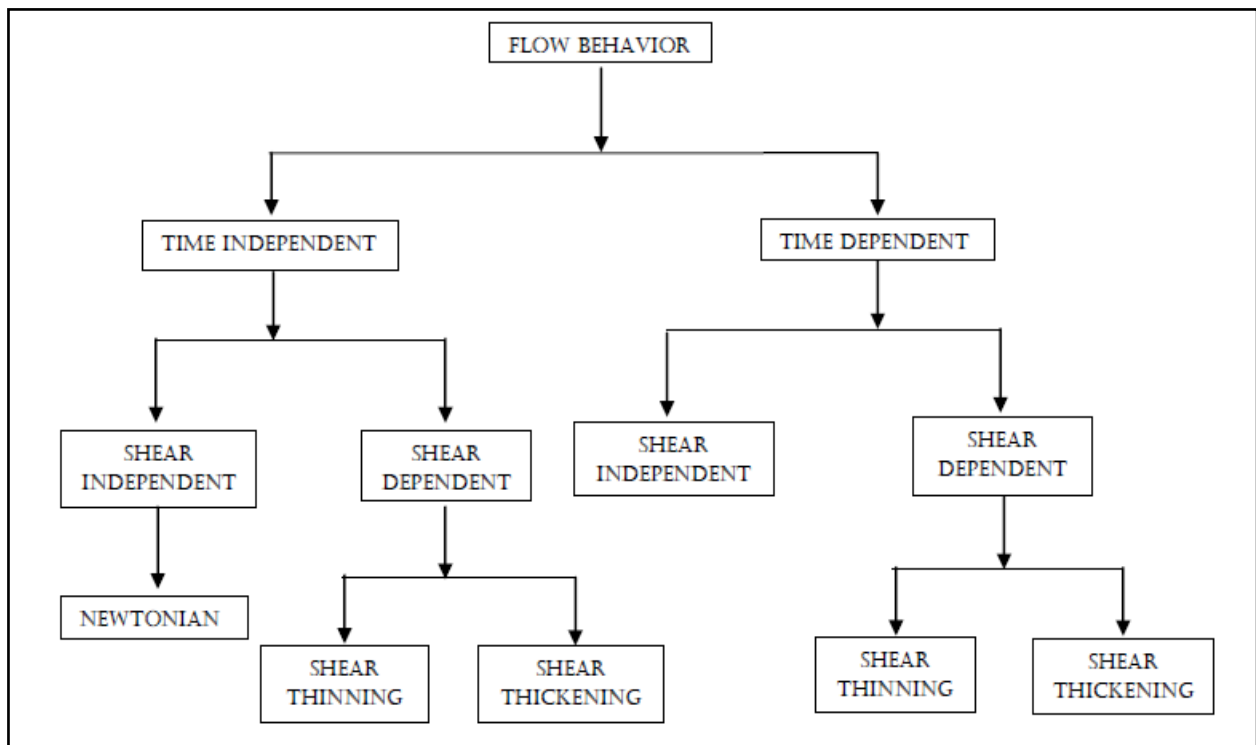 FLOW BEHAVIOR
TIME INDEPENDENT
TIME DEPENDENT
SHEAR
INDEPENDENT
SHEAR
DEPENDENT
SHEAR
INDEPENDENT
SHEAR
DEPENDENT
NEWTONIAN
SHEAR
THINNING
SHEAR
THICKENING
SHEAR
THINNING
SHEAR
THICKENING